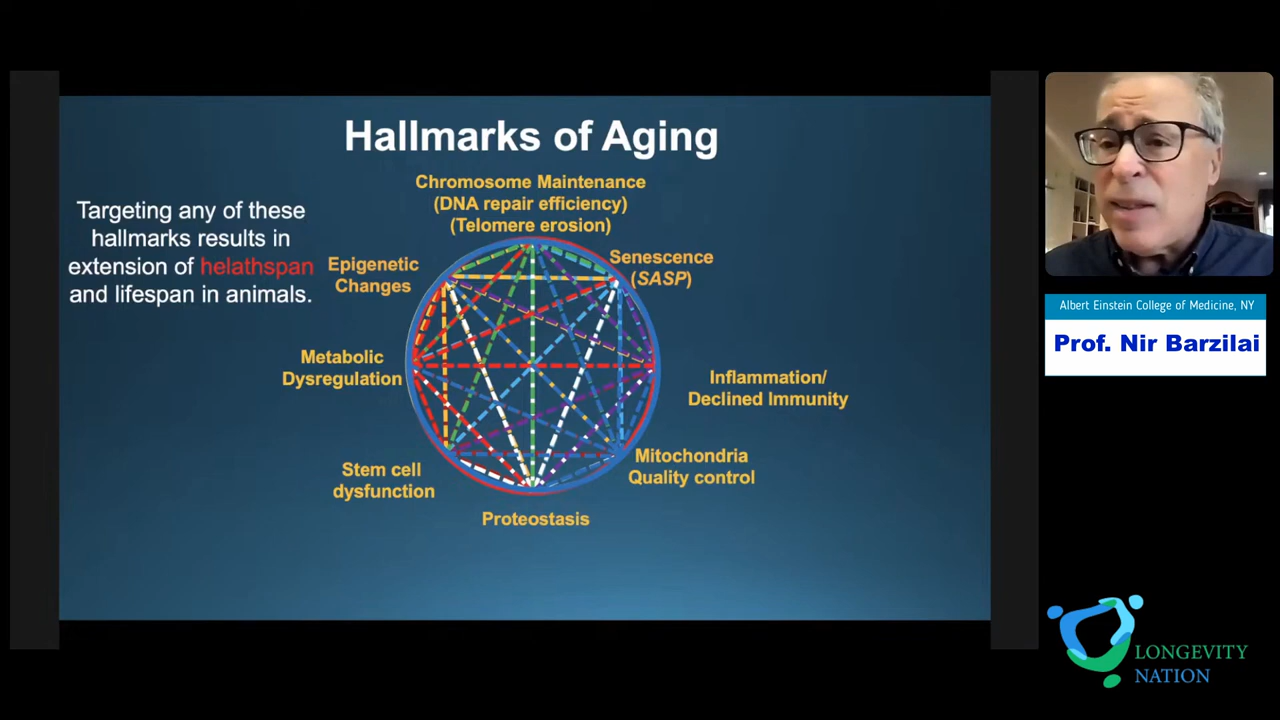 Hallmarks of Aging
Targeting any of these
hallmarks results in
extension of helathspan
and lifespan in animals.
Chromosome Maintenance
(DNA repair efficiency)
(Telomere erosion)
Senescence
(SASP)
Inflammation/
Declined Immunity
Mitochondria
Quality control
Proteostasis
Stem cell
dysfunction
Metabolic
Dysregulation
Epigenetic
Changes
Albert Einstein College of Medicine, NY
Prof. Nir Barzilai
LONGEVITY
NATION